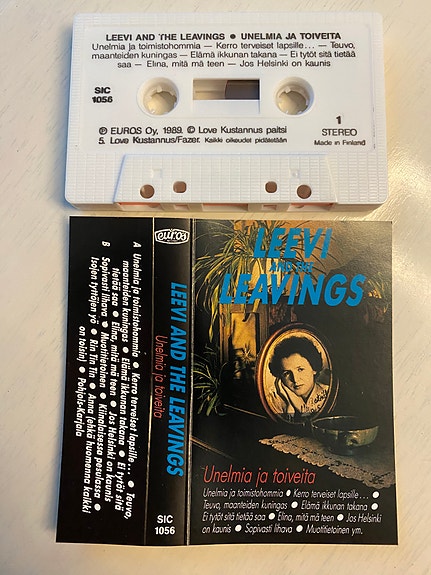 LEEVI AND THE LEAVINGS ● UNELMIA JA TOIVEITA
Unelmia ja toimistohommia — Kerro terveiset lapsille... — Teuvo,
maanteiden kuningas — Elämä ikkunan takana — Ei tytöt sitä tietää
saa — Elina, mitä mä teen — Jos Helsinki on kaunis
SIC
1056
1
STEREO
Made in Finland
Ⓟ EUROS Oy, 1989. © Love Kustannus paitsi
5. Love Kustannus/Fazer. Kaikki oikeudet pidätetään
A Unelmia ja toimistohommia ● Kerro terveiset lapsille... ● Teuvo,
maanteiden kuningas ● Elämä ikkunan takana ● Ei tytöt sitä
tietää saa ● Elina, mitä mä teen ● Jos Helsinki on kaunis
B Sopivasti lihava ● Muotitietoinen ● Kiinalaisessa pesulassa ●
Isojen tyttöjen yö ● Rin Tin Tin ● Anna (ehkä huomenna kaikki
on toisin) ● Pohjois-Karjala
euros
LEEVI AND THE LEAVINGS
Unelmia ja toiveita
SIC
1056
LEEVI
AND THE
LEAVINGS
Unelmia ja toiveita
Unelmia ja toimistohommia ● Kerro terveiset lapsille... ●
Teuvo, maanteiden kuningas ● Elämä ikkunan takana ●
Ei tytöt sitä tietää saa ● Elina, mitä mä teen ● Jos Helsinki
on kaunis ● Sopivasti lihava ● Muotitietoinen ym.